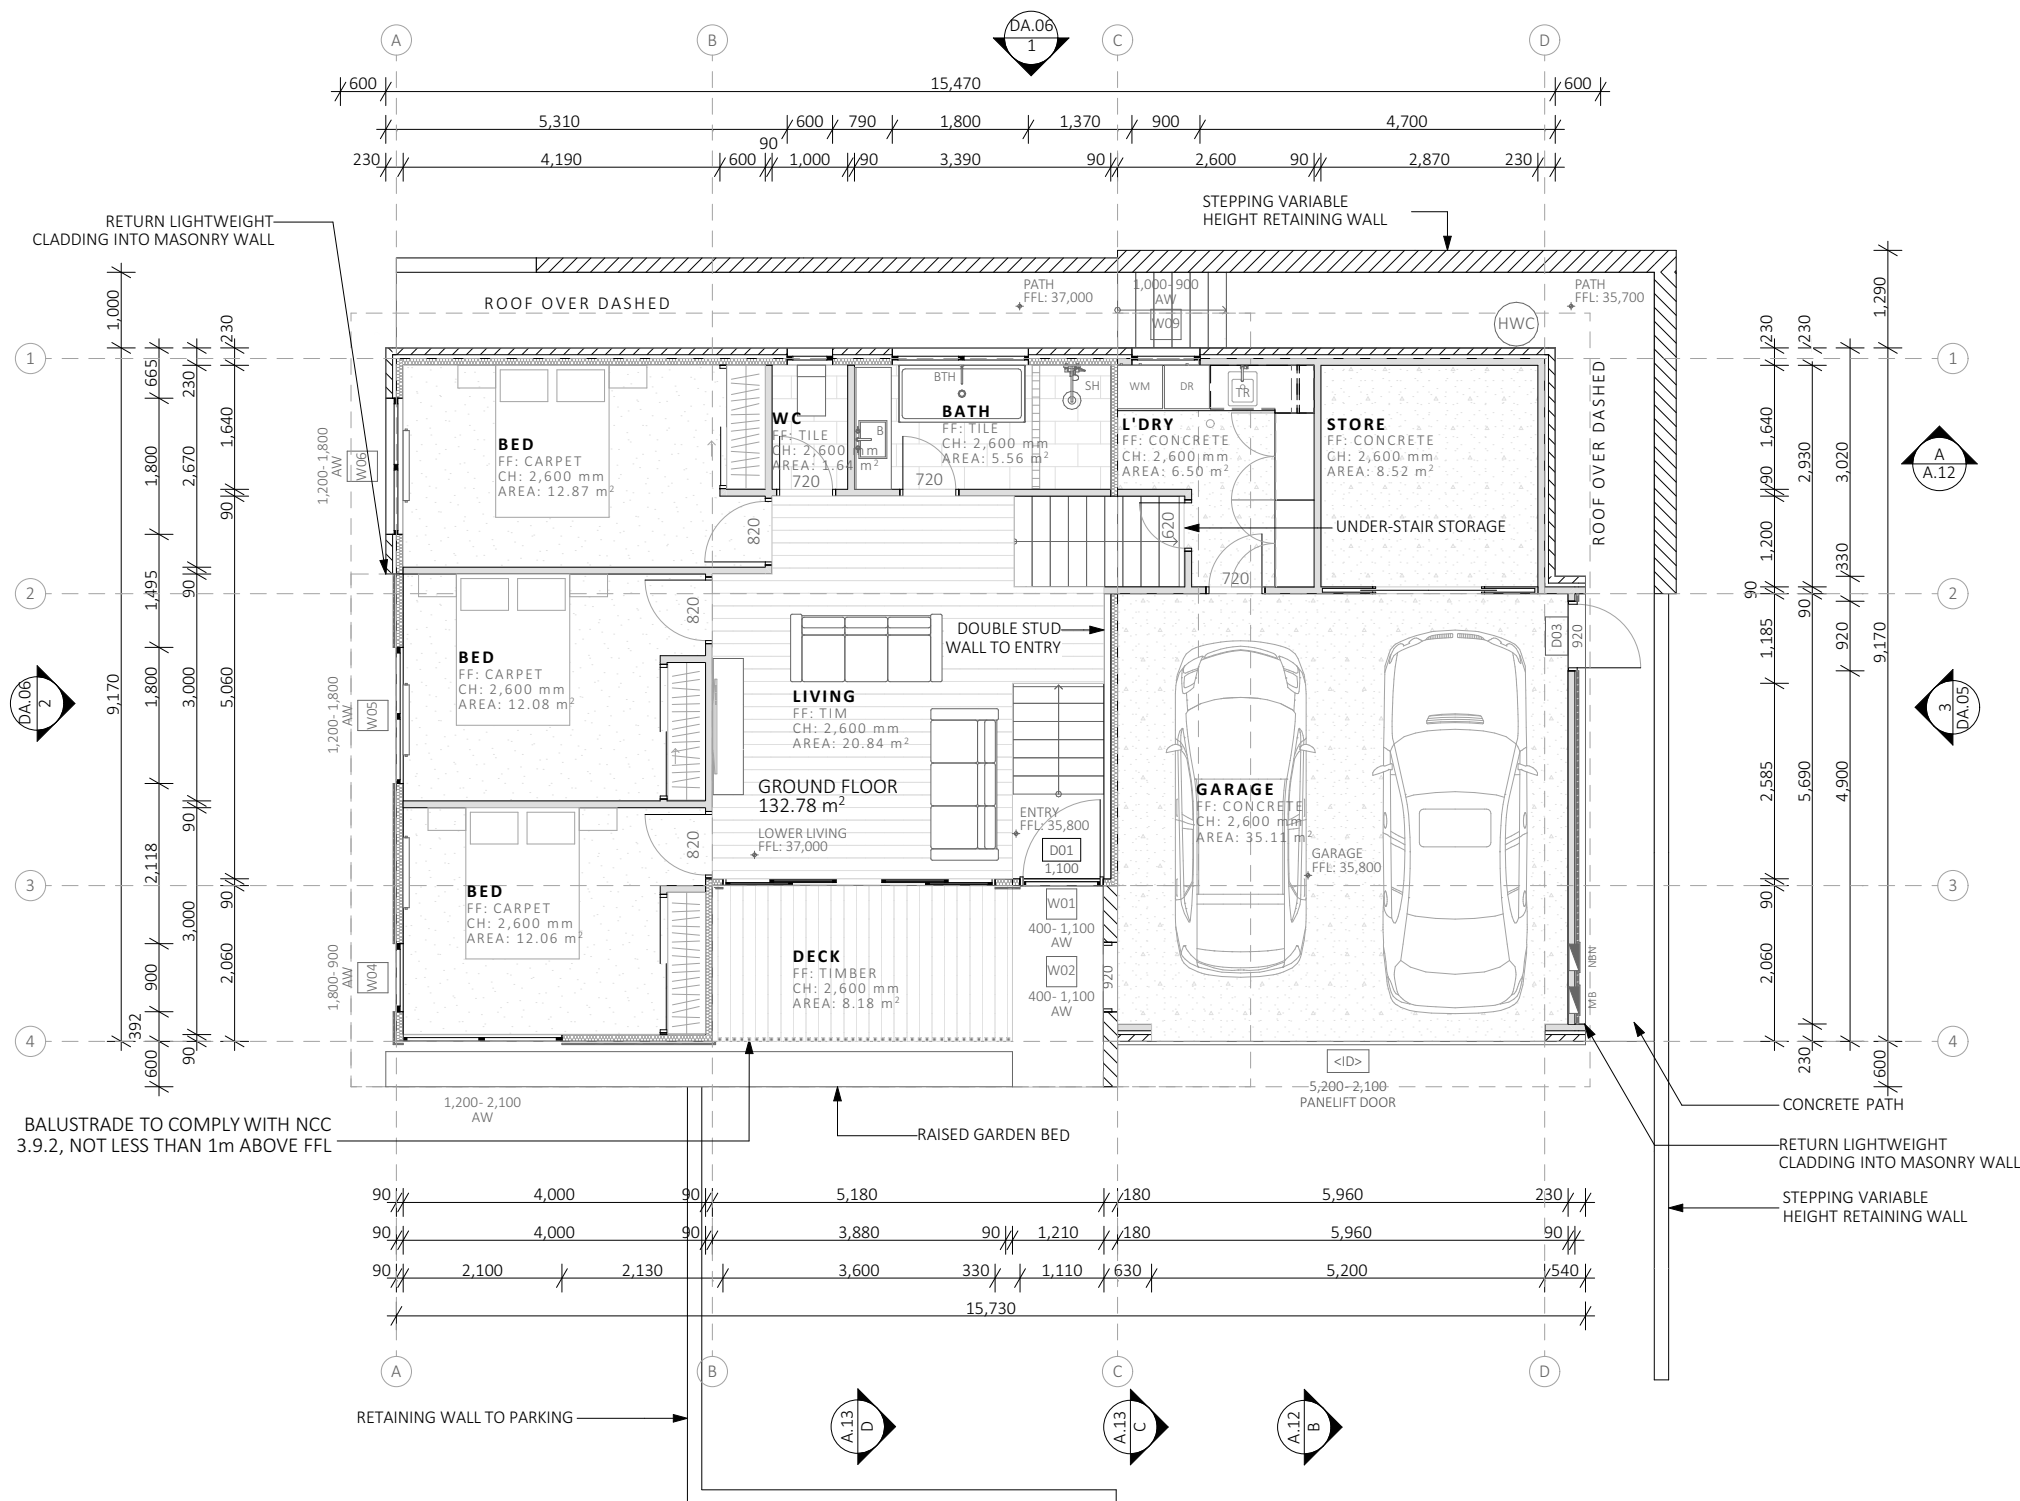 A
B
DA.06
1
C
D
600
15,470
600
5,310
600
790
1,800
1,370
900
4,700
230
4,190
600
90
1,000
90
3,390
90
2,600
90
2,870
230
RETURN LIGHTWEIGHT
CLADDING INTO MASONRY WALL
STEPPING VARIABLE
HEIGHT RETAINING WALL
ROOF OVER DASHED
PATH
FFL: 37,000
1,000-900
AW
W09
HWC
PATH
FFL: 35,700
ROOF OVER DASHED
1
2
3
4
DA.06
2
1,000
9,170
665
1,800
1,495
1,800
2,118
900
392
600
230
2,670
90
3,000
90
3,000
90
230
1,640
90
5,060
90
2,060
1,200-1,800
AW
W06
1,200-1,800
AW
W05
1,800-900
AW
W04
BED
FF: CARPET
CH: 2,600 mm
AREA: 12.87 m²
WC
FF: TILE
CH: 2,600 mm
AREA: 1.64 m²
720
B
BTH
BATH
FF: TILE
CH: 2,600 mm
AREA: 5.56 m²
720
SH
WM
DR
TR
L'DRY
FF: CONCRETE
CH: 2,600 mm
AREA: 6.50 m²
STORE
FF: CONCRETE
CH: 2,600 mm
AREA: 8.52 m²
820
620
UNDER-STAIR STORAGE
720
820
BED
FF: CARPET
CH: 2,600 mm
AREA: 12.08 m²
DOUBLE STUD
WALL TO ENTRY
LIVING
FF: TIM
CH: 2,600 mm
AREA: 20.84 m²
GROUND FLOOR
132.78 m²
LOWER LIVING
FFL: 37,000
820
ENTRY
FFL: 35,800
D01
1,100
GARAGE
FF: CONCRETE
CH: 2,600 mm
AREA: 35.11 m²
GARAGE
FFL: 35,800
D03
920
BED
FF: CARPET
CH: 2,600 mm
AREA: 12.06 m²
DECK
FF: TIMBER
CH: 2,600 mm
AREA: 8.18 m²
W01
400-1,100
AW
W02
400-1,100
AW
920
NBN
MB
1
2
3
4
A
A.12
3
DA.05
230
1,640
90
1,200
90
1,185
2,585
90
2,060
230
2,930
90
5,690
230
3,020
330
920
4,900
1,290
9,170
600
<ID>
5,200-2,100
PANELIFT DOOR
1,200-2,100
AW
BALUSTRADE TO COMPLY WITH NCC
3.9.2, NOT LESS THAN 1m ABOVE FFL
RAISED GARDEN BED
CONCRETE PATH
RETURN LIGHTWEIGHT
CLADDING INTO MASONRY WALL
STEPPING VARIABLE
HEIGHT RETAINING WALL
90
4,000
90
5,180
180
5,960
230
90
4,000
90
3,880
90
1,210
180
5,960
90
90
2,100
2,130
3,600
330
1,110
630
5,200
540
15,730
A
B
C
D
RETAINING WALL TO PARKING
A.13
D
A.13
C
A.12
B